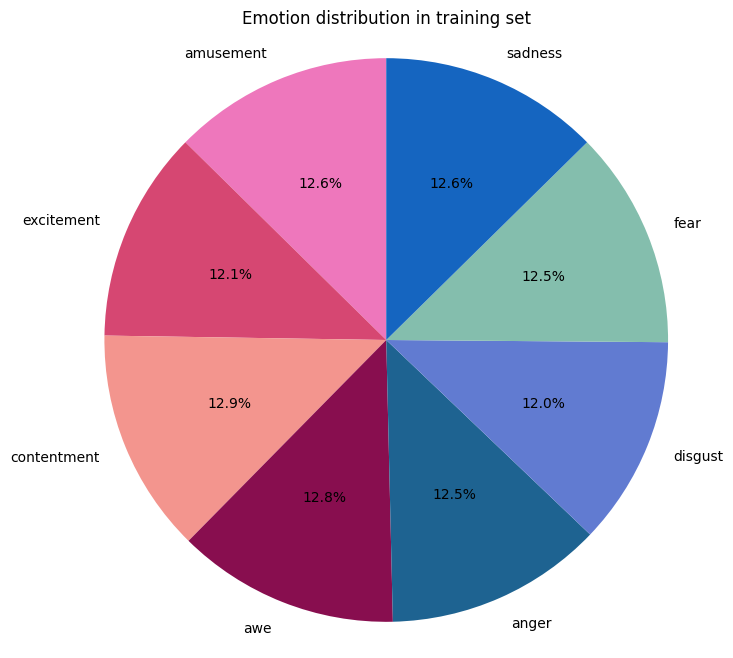 Emotion distribution in training set
amusement
sadness
12.6%
12.6%
excitement
fear
12.1%
12.5%
12.9%
12.0%
contentment
disgust
12.8%
12.5%
awe
anger